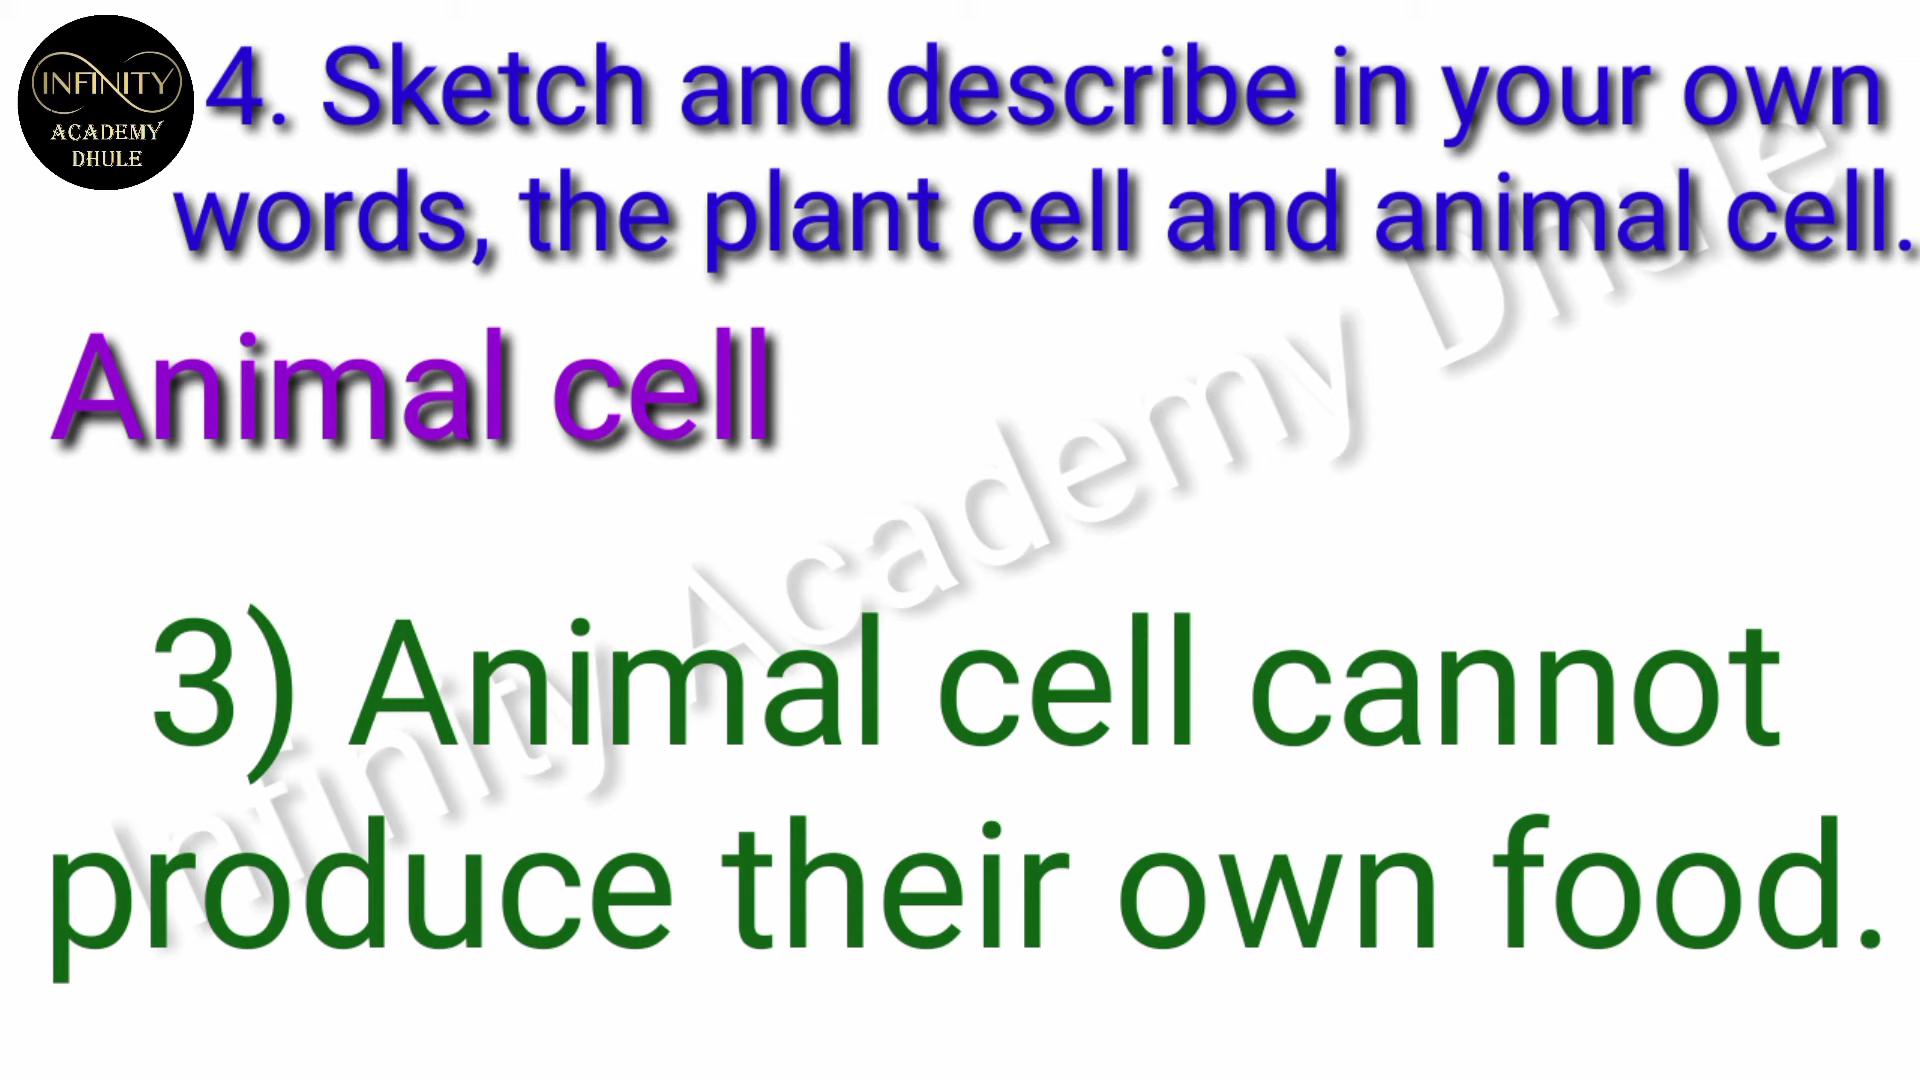 INFINITY
ACADEMY
DHULE
4. Sketch and describe in your own
words, the plant cell and animal cell.
Animal cell
3) Animal cell cannot
produce their own food.
Infinity Academy Dhule